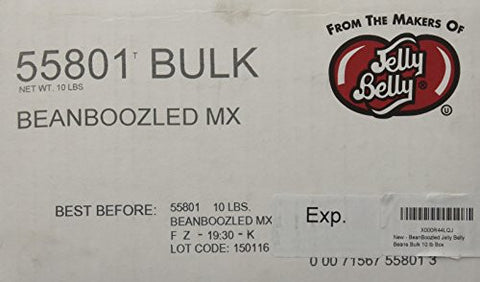 55801 T BULK
NET WT. 10 LBS
BEANBOOZLED MX
FROM THE MAKERS OF
Jelly
Belly ®
U
BEST BEFORE:
55801 10 LBS.
BEANBOOZLED MX
F Z - 19:30 - K
LOT CODE: 150116
Exp.
X000R44LQJ
New - BeanBoozled Jelly Belly
Beans Bulk 10 lb Box
0 00 71567 55801 3